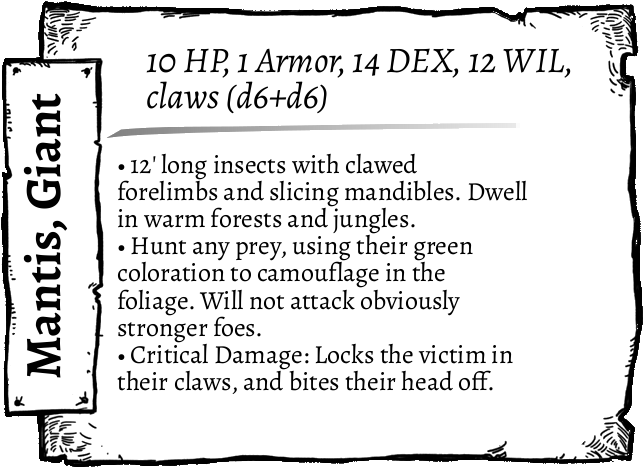 Mantis, Giant
10 HP, 1 Armor, 14 DEX, 12 WIL,
claws (d6+d6)
• 12' long insects with clawed
forelimbs and slicing mandibles. Dwell
in warm forests and jungles.
• Hunt any prey, using their green
coloration to camouflage in the
foliage. Will not attack obviously
stronger foes.
• Critical Damage: Locks the victim in
their claws, and bites their head off.